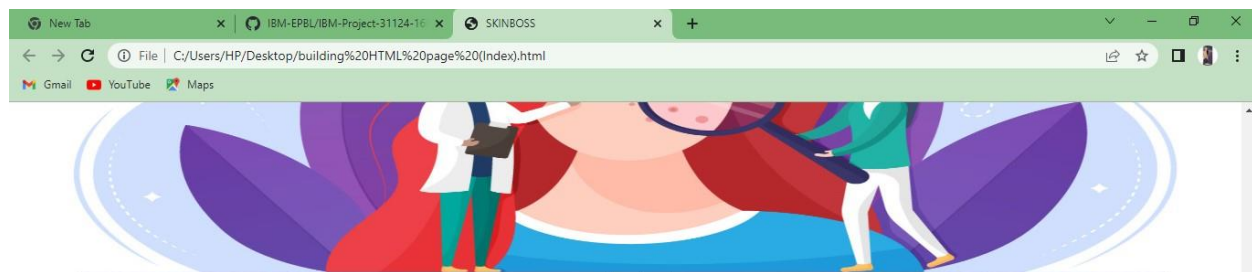 New Tab
IBM-EPBL/IBM-Project-31124-16
SKINBOSS
File C:/Users/HP/Desktop/building%20HTML%20page%20(Index).html
Gmail YouTube Maps